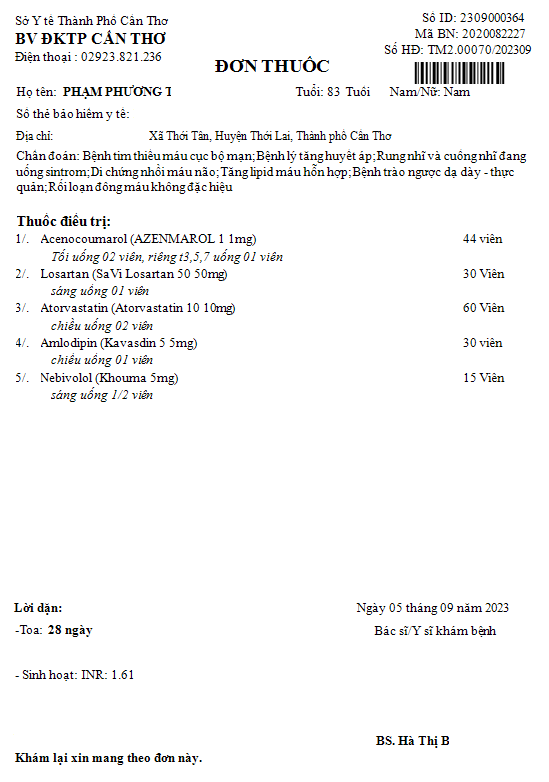 Sở Y tế Thành Phố Cần Thơ
BV ĐKTP CẦN THƠ
Điện thoại : 02923.821.236
Số ID: 2309000364
Mã BN: 2020082227
Số HĐ: TM2.00070/202309
ĐƠN THUỐC
Họ tên: PHẠM PHƯƠNG T Tuổi: 83 Tuổi Nam/Nữ: Nam
Số thẻ bảo hiểm y tế:
Địa chỉ: Xã Thới Tân, Huyện Thới Lai, Thành phố Cần Thơ
Chẩn đoán: Bệnh tim thiếu máu cục bộ mạn;Bệnh lý tăng huyết áp;Rung nhĩ và cuồng nhĩ đang
uống sintrom;Di chứng nhồi máu não;Tăng lipid máu hỗn hợp;Bệnh trào ngược dạ dày - thực
quản;Rối loạn đông máu không đặc hiệu
Thuốc điều trị:
1/. Acenocoumarol (AZENMAROL 1 1mg) 44 viên
Tối uống 02 viên, riêng t3,5,7 uống 01 viên
2/. Losartan (SaVi Losartan 50 50mg) 30 Viên
sáng uống 01 viên
3/. Atorvastatin (Atorvastatin 10 10mg) 60 Viên
chiều uống 02 viên
4/. Amlodipin (Kavasdin 5 5mg) 30 viên
chiều uống 01 viên
5/. Nebivolol (Khouma 5mg) 15 Viên
sáng uống 1/2 viên
Lời dặn:
Ngày 05 tháng 09 năm 2023
-Toa: 28 ngày
Bác sĩ/Y sĩ khám bệnh
- Sinh hoạt: INR: 1.61
BS. Hà Thị B
Khám lại xin mang theo đơn này.